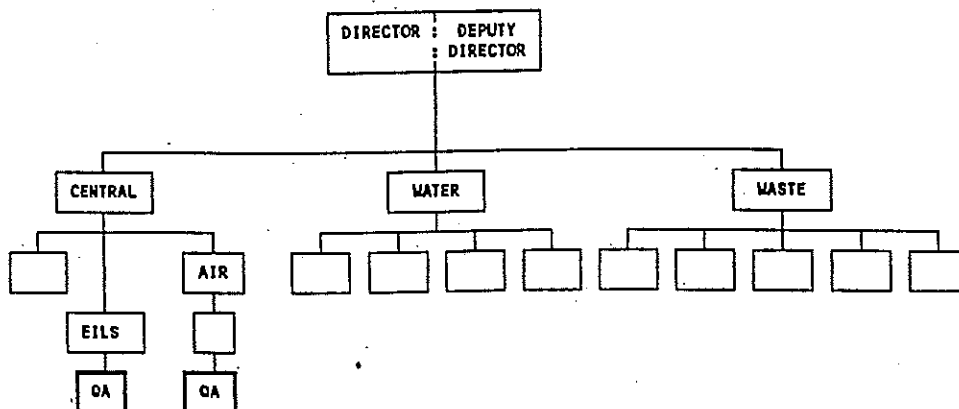 DIRECTOR
DEPUTY
DIRECTOR
CENTRAL
WATER
WASTE
AIR
EILS
QA
QA